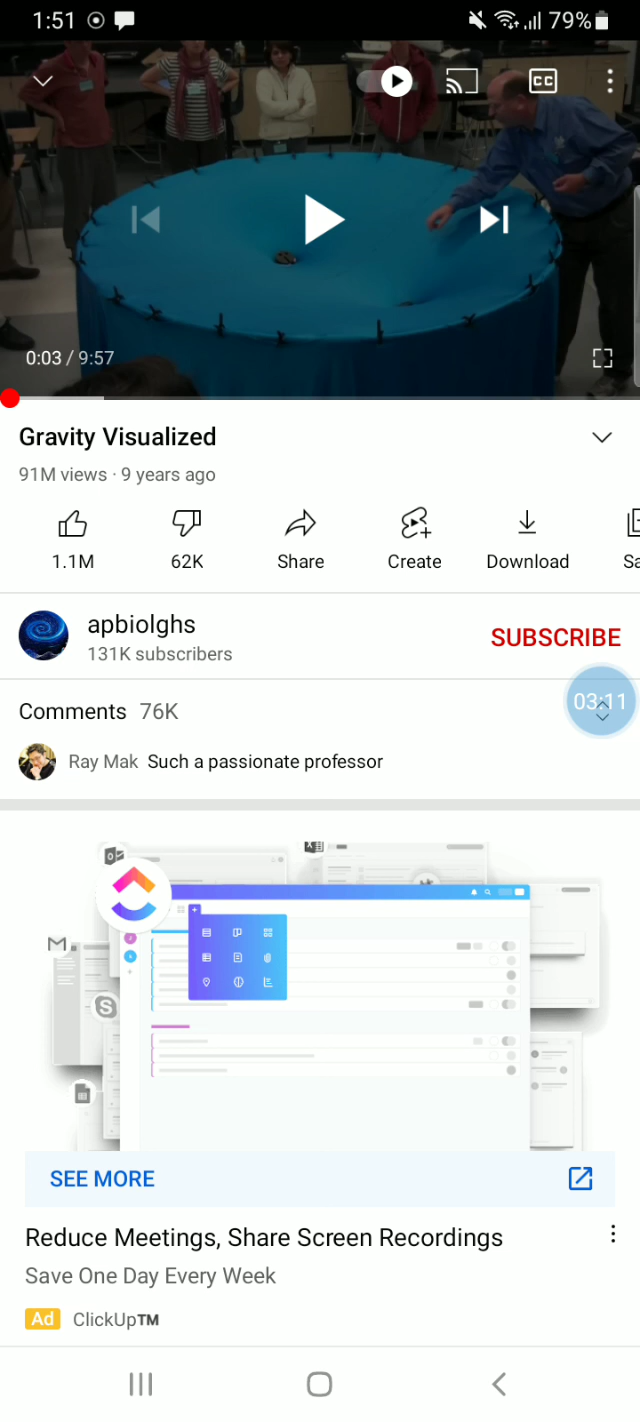 1:51
79%
CC
0:03 / 9:57
Gravity Visualized
91M views · 9 years ago
1.1M
62K
Share
Create
Download
Sa
apbiolghs
131K subscribers
SUBSCRIBE
Comments 76K
03:11
Ray Mak Such a passionate professor
SEE MORE
Reduce Meetings, Share Screen Recordings
Save One Day Every Week
Ad ClickUp™